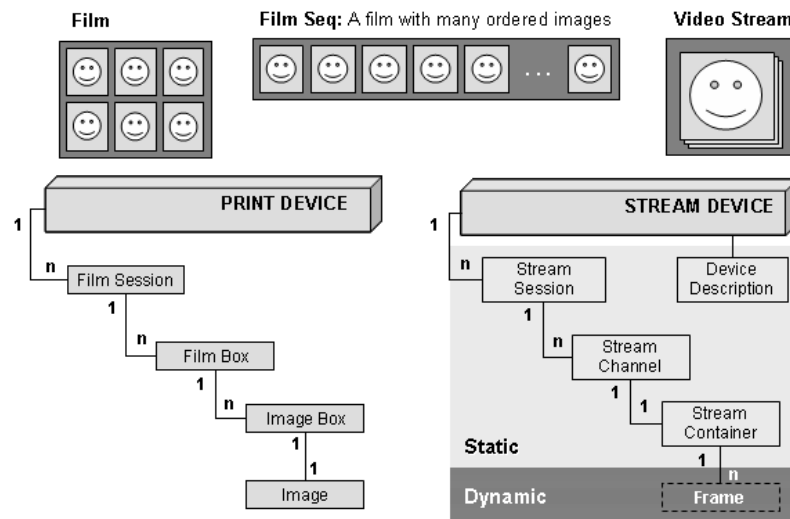 Film
Film Seq: A film with many ordered images
Video Stream
...
PRINT DEVICE
1
n
Film Session
1
n
Film Box
1
n
Image Box
1
1
Image
STREAM DEVICE
1
n
Stream
Session
Device
Description
1
n
Stream
Channel
1
1
Stream
Container
Static
1
n
Dynamic
Frame